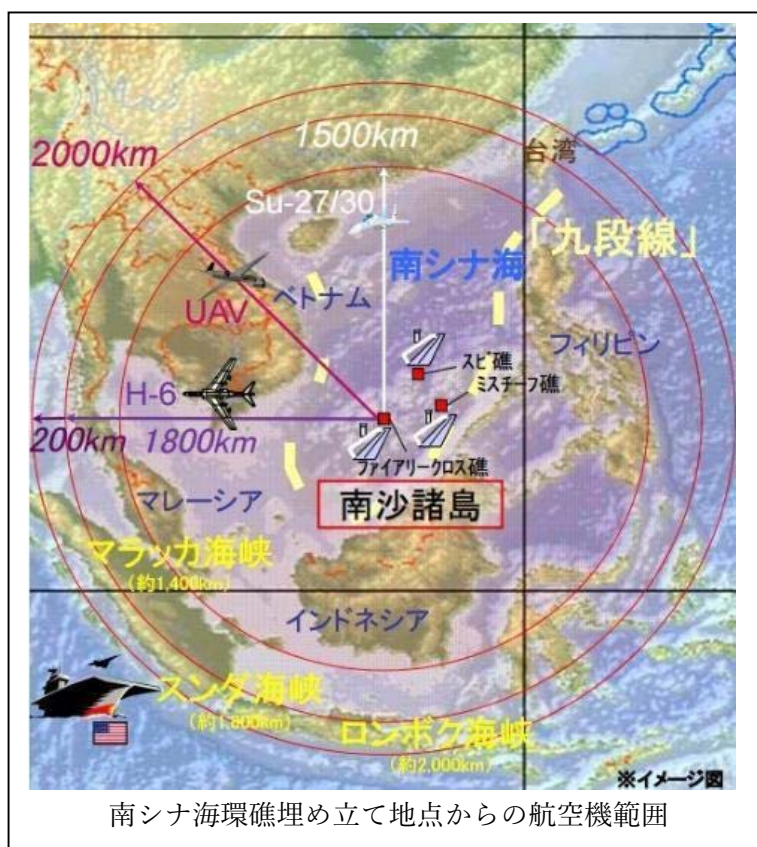 1500km
2000km
台湾
Su-27/30
「九段線」
南シナ海
ベトナム
UAV
フィリピン
スビ礁
ミスチーフ礁
H-6
200km
1800km
ファイアリークロス礁
マレーシア
南沙諸島
マラッカ海峡
(約1,400km)
インドネシア
スンダ海峡
(約1,800km)
ロンボク海峡
(約2,000km)
※イメージ図
南シナ海環礁埋め立て地点からの航空機範囲